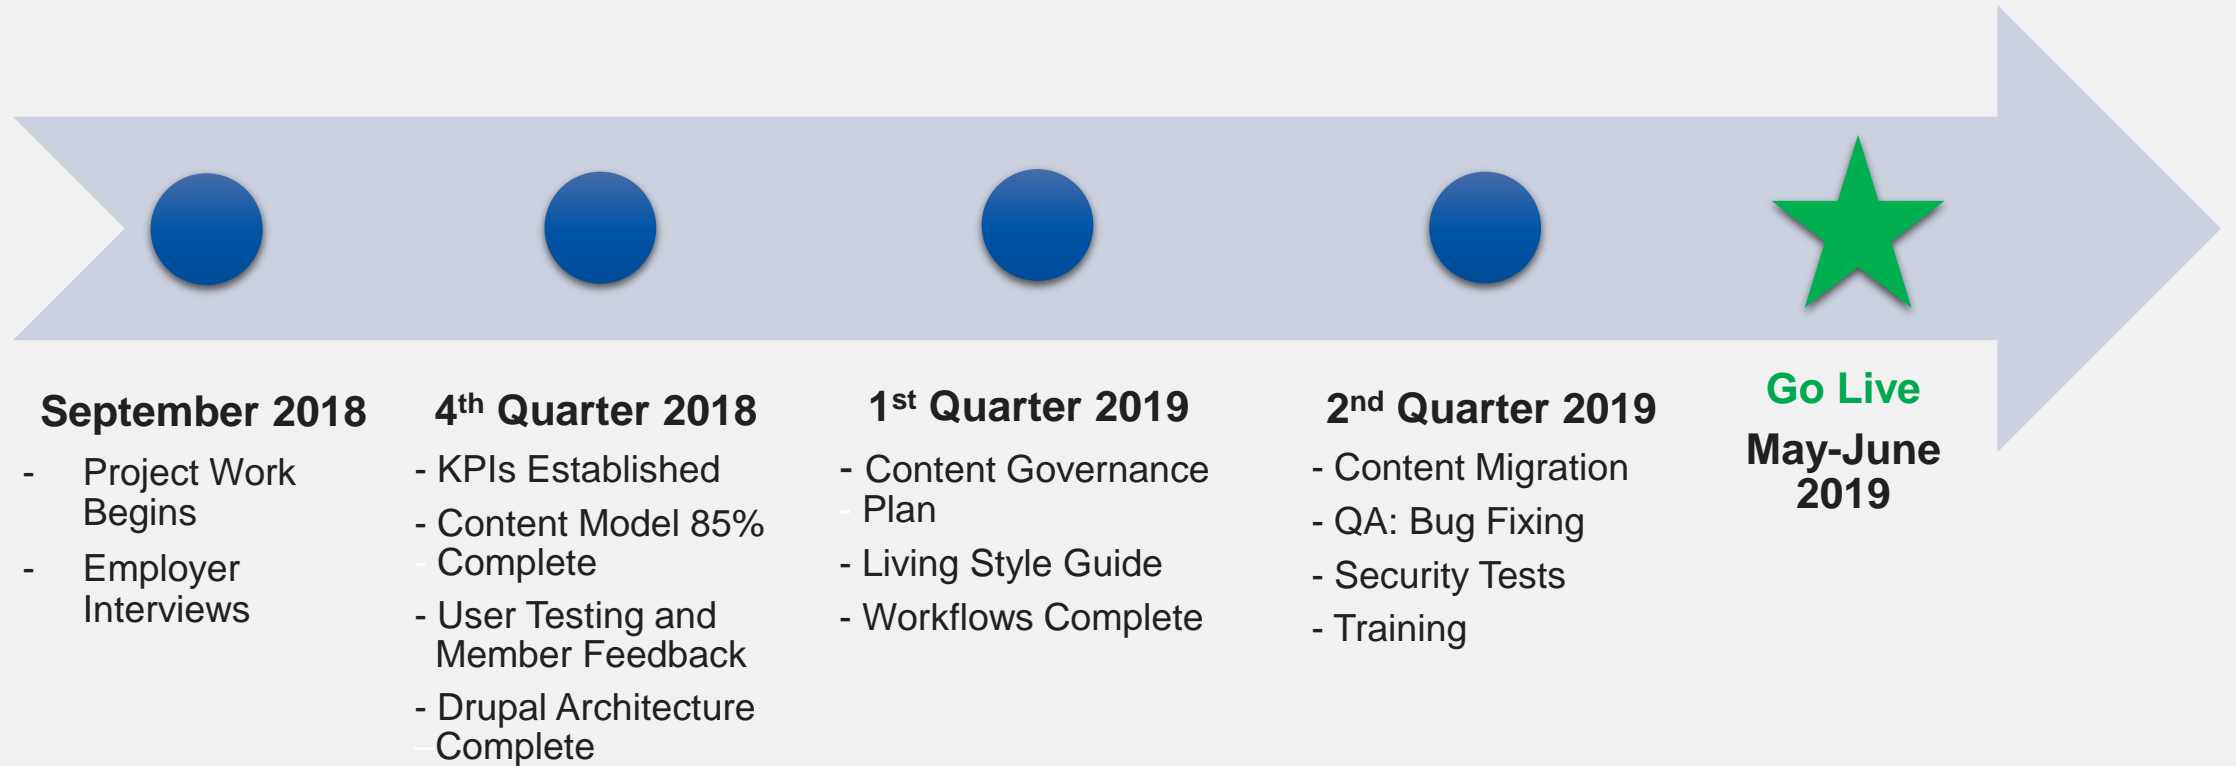 September 2018
- Project Work
Begins
- Employer
Interviews
4th Quarter 2018
- KPIs Established
- Content Model 85%
- Complete
- User Testing and
Member Feedback
- Drupal Architecture
–Complete
1st Quarter 2019
- Content Governance
- Plan
- Living Style Guide
- Workflows Complete
2nd Quarter 2019
- Content Migration
- QA: Bug Fixing
- Security Tests
- Training
Go Live
May-June
2019